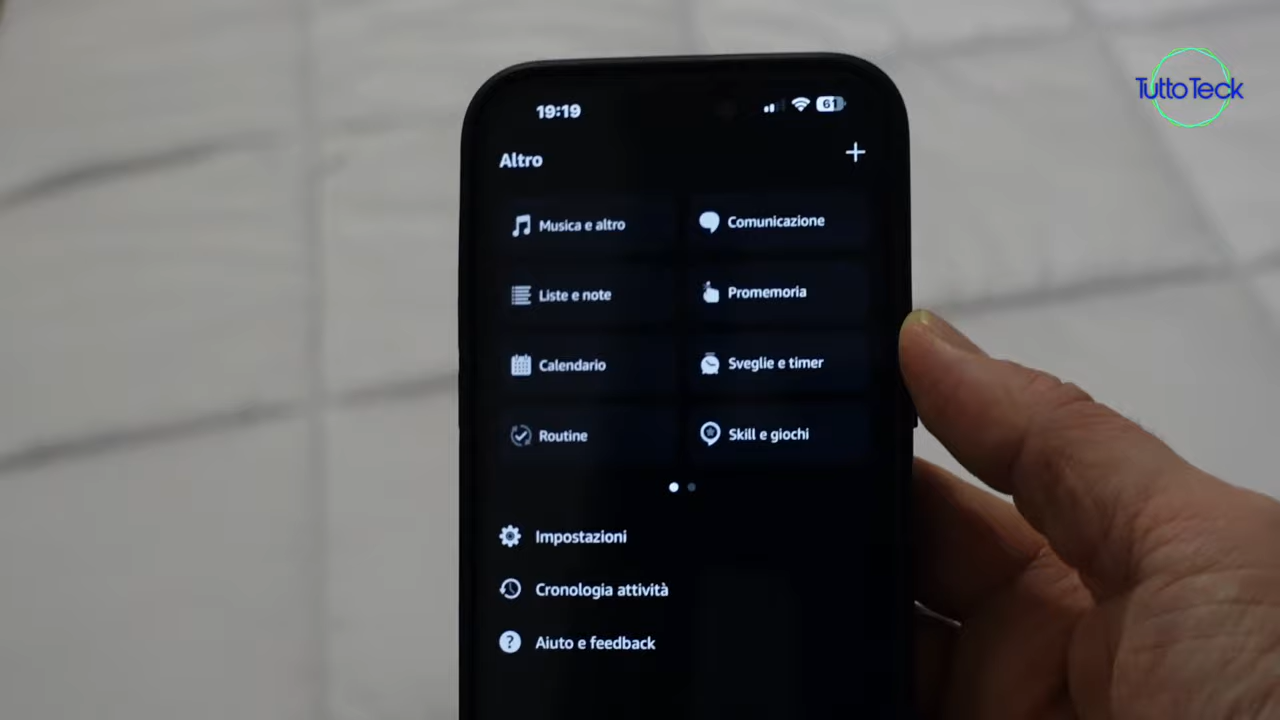 TuttoTeck
19:19
61
Altro
Musica e altro
Comunicazione
Liste e note
Promemoria
Calendario
Sveglie e timer
Routine
Skill e giochi
Impostazioni
Cronologia attività
Aiuto e feedback